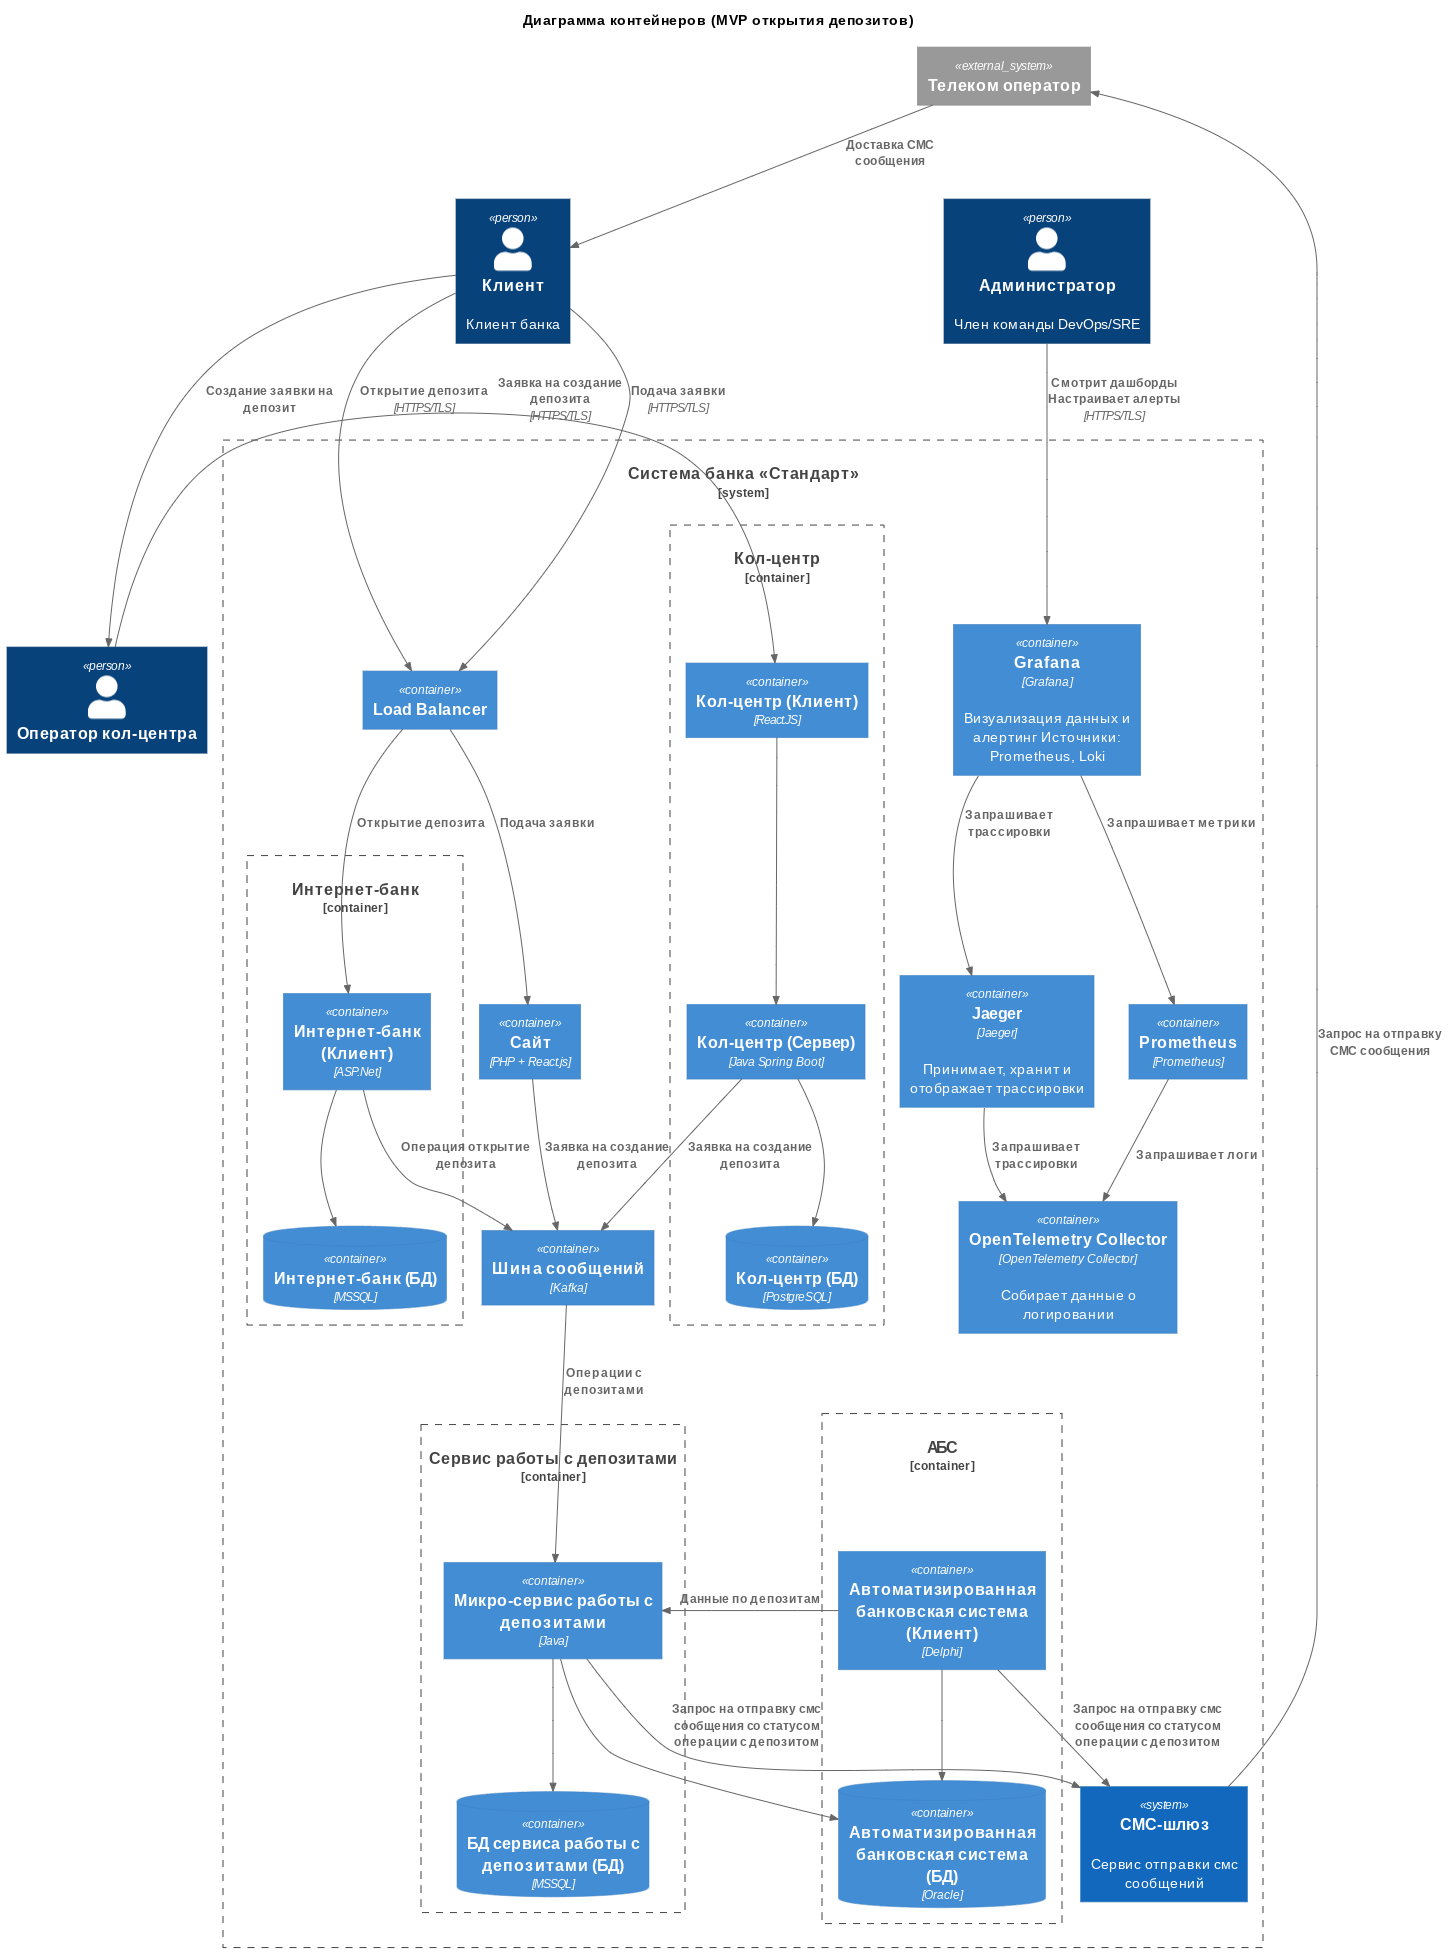 Диаграмма контейнеров (MVP открытия депозитов)
«external_system»
Телеком оператор
Доставка СМС
сообщения
«person»
Клиент
Клиент банка
«person»
Администратор
Член команды DevOps/SRE
Создание заявки на
депозит
Открытие депозита
[HTTPS/TLS]
Заявка на создание
депозита
[HTTPS/TLS]
Подача заявки
[HTTPS/TLS]
Смотрит дашборды
Настраивает алерты
[HTTPS/TLS]
Система банка «Стандарт»
[system]
Кол-центр
[container]
«person»
Оператор кол-центра
«container»
Load Balancer
«container»
Кол-центр (Клиент)
[ReactJS]
«container»
Grafana
[Grafana]
Визуализация данных и
алертинг Источники:
Prometheus, Loki
Открытие депозита
Подача заявки
Запрашивает
трассировки
Запрашивает метрики
Интернет-банк
[container]
«container»
Интернет-банк
(Клиент)
[ASP.Net]
«container»
Сайт
[PHP + React.js]
«container»
Кол-центр (Сервер)
[Java Spring Boot]
«container»
Jaeger
[Jaeger]
Принимает, хранит и
отображает трассировки
«container»
Prometheus
[Prometheus]
Запрос на отправку
СМС сообщения
Операция открытие
депозита
Заявка на создание
депозита
Заявка на создание
депозита
Запрашивает
трассировки
Запрашивает логи
«container»
Интернет-банк (БД)
[MSSQL]
«container»
Шина сообщений
[Kafka]
«container»
Кол-центр (БД)
[PostgreSQL]
«container»
OpenTelemetry Collector
[OpenTelemetry Collector]
Собирает данные о
логировании
Операции с
депозитами
Сервис работы с депозитами
[container]
АБС
[container]
«container»
Микро-сервис работы с
депозитами
[Java]
Данные по депозитам
«container»
Автоматизированная
банковская система
(Клиент)
[Delphi]
Запрос на отправку смс
сообщения со статусом
операции с депозитом
Запрос на отправку смс
сообщения со статусом
операции с депозитом
«container»
БД сервиса работы с
депозитами (БД)
[MSSQL]
«container»
Автоматизированная
банковская система
(БД)
[Oracle]
«system»
СМС-шлюз
Сервис отправки смс
сообщений